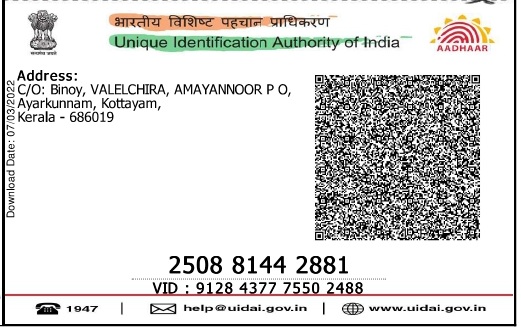 भारतीय विशिष्ट पहचान प्राधिकरण
Unique Identification Authority of India
AADHAAR
Download Date: 07/03/2022
Address:
C/O: Binoy, VALELCHIRA, AMAYANNOOR P O,
Ayarkunnam, Kottayam,
Kerala - 686019
2508 8144 2881
VID : 9128 4377 7550 2488
1947 | help@uidai.gov.in | www.uidai.gov.in